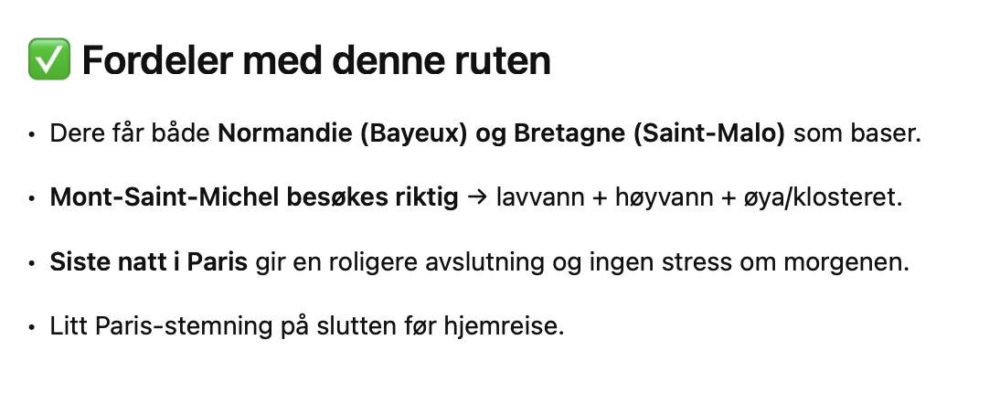 ✅ Fordeler med denne ruten
• Dere får både Normandie (Bayeux) og Bretagne (Saint-Malo) som baser.
• Mont-Saint-Michel besøkes riktig → lavvann + høyvann + øya/klosteret.
• Siste natt i Paris gir en roligere avslutning og ingen stress om morgenen.
• Litt Paris-stemning på slutten før hjemreise.